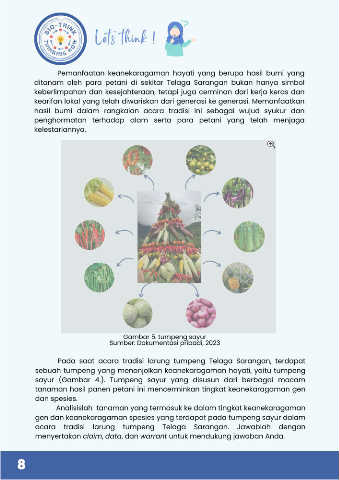 BIO-THINK
THINKING FOR
Let's think !
Pemanfaatan keanekaragaman hayati yang berupa hasil bumi yang
ditanam oleh para petani di sekitar Telaga Sarangan bukan hanya simbol
keberlimpahan dan kesejahteraan, tetapi juga cerminan dari kerja keras dan
kearifan lokal yang telah diwariskan dari generasi ke generasi. Memanfaatkan
hasil bumi dalam rangkaian acara tradisi ini sebagai wujud syukur dan
penghormatan terhadap alam serta para petani yang telah menjaga
kelestariannya.
Gambar 5. tumpeng sayur
Sumber: Dokumentasi pribadi, 2023
Pada saat acara tradisi larung tumpeng Telaga Sarangan, terdapat
sebuah tumpeng yang menonjolkan keanekaragaman hayati, yaitu tumpeng
sayur (Gambar 4.). Tumpeng sayur yang disusun dari berbagai macam
tanaman hasil panen petani ini mencerminkan tingkat keanekaragaman gen
dan spesies.
Analisislah tanaman yang termasuk ke dalam tingkat keanekaragaman
gen dan keanekaragaman spesies yang terdapat pada tumpeng sayur dalam
acara tradisi larung tumpeng Telaga Sarangan. Jawablah dengan
menyertakan claim, data, dan warrant untuk mendukung jawaban Anda.
8